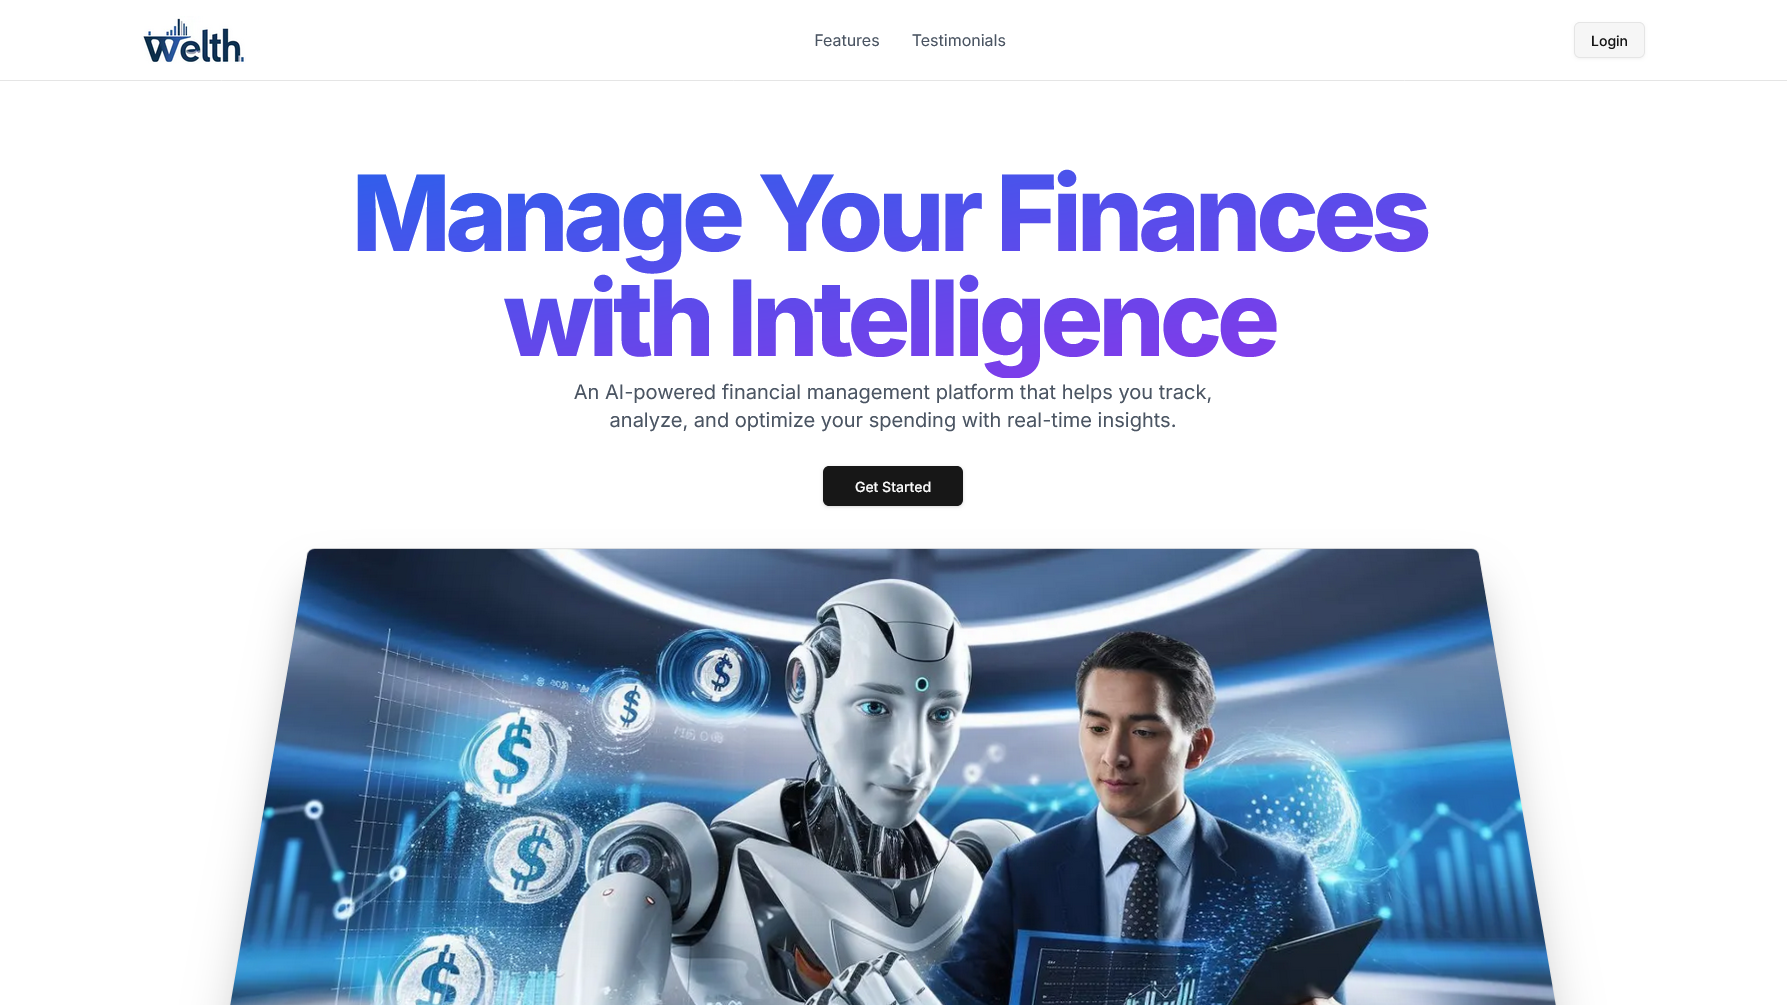 Welth.
Features
Testimonials
Login
Manage Your Finances
with Intelligence
An AI-powered financial management platform that helps you track,
analyze, and optimize your spending with real-time insights.
Get Started
$
$
$
$
$